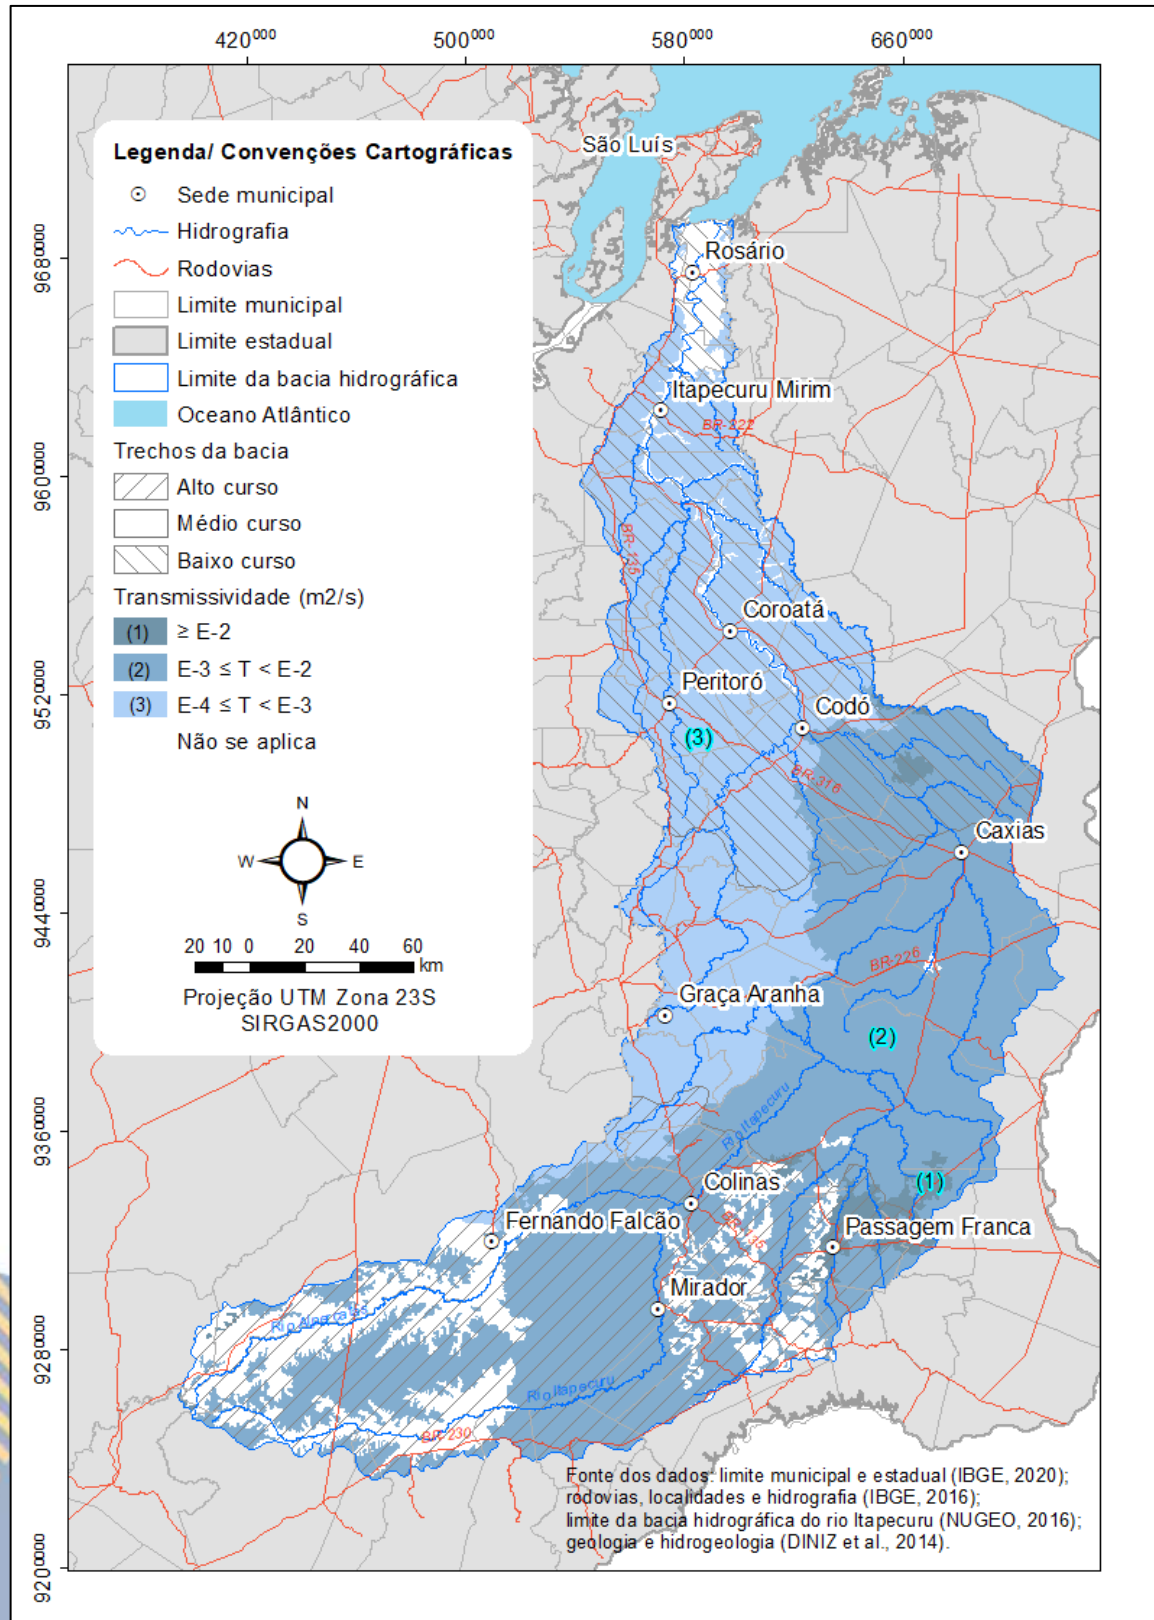 420000
500000
580000
660000
9680000
9600000
9520000
9440000
9360000
9280000
9200000
Legenda/ Convenções Cartográficas
Sede municipal
Hidrografia
Rodovias
Limite municipal
Limite estadual
Limite da bacia hidrográfica
Oceano Atlântico
Trechos da bacia
Alto curso
Médio curso
Baixo curso
Transmissividade (m2/s)
(1) ≥ E-2
(2) E-3 ≤ T < E-2
(3) E-4 ≤ T < E-3
Não se aplica
N
W E
S
20 10 0 20 40 60
km
Projeção UTM Zona 23S
SIRGAS2000
São Luís
Rosário
Itapecuru Mirim
BR-222
BR-135
Coroatá
Peritoró
Codó
(3)
BR-316
Caxias
BR-226
Graça Aranha
(2)
Rio Itapecuru
(1)
Colinas
Fernando Falcão
BR-135
Passagem Franca
Mirador
Rio Alpercatas
Rio Itapecuru
BR-230
Fonte dos dados: limite municipal e estadual (IBGE, 2020);
rodovias, localidades e hidrografia (IBGE, 2016);
limite da bacia hidrográfica do rio Itapecuru (NUGEO, 2016);
geologia e hidrogeologia (DINIZ et al., 2014).